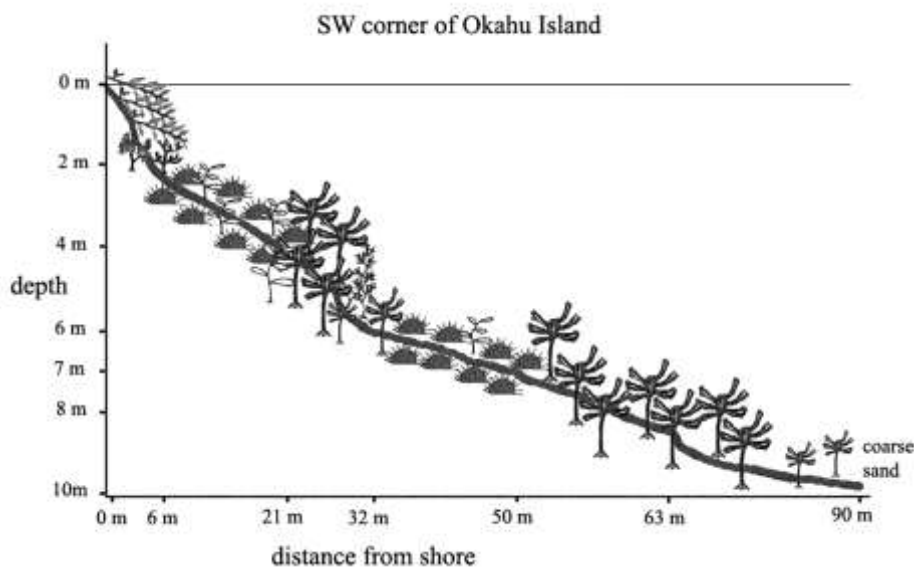 SW corner of Okahu Island
0 m
2 m
4 m
depth
6 m
7 m
8 m
coarse
sand
10m
0 m 6 m 21 m 32 m 50 m 63 m 90 m
distance from shore